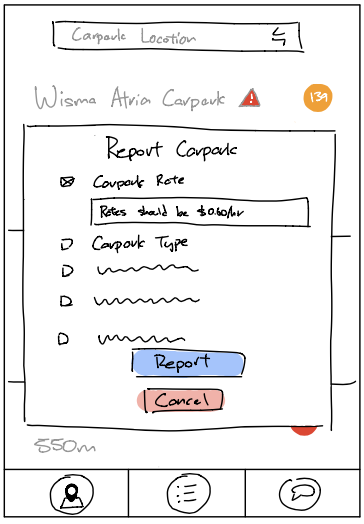 Carpark Location
Wisma Atria Carpark
139
Report Carpark
Carpark Rate
Rates should be $0.60/hr
Carpark Type
Report
Cancel
550m